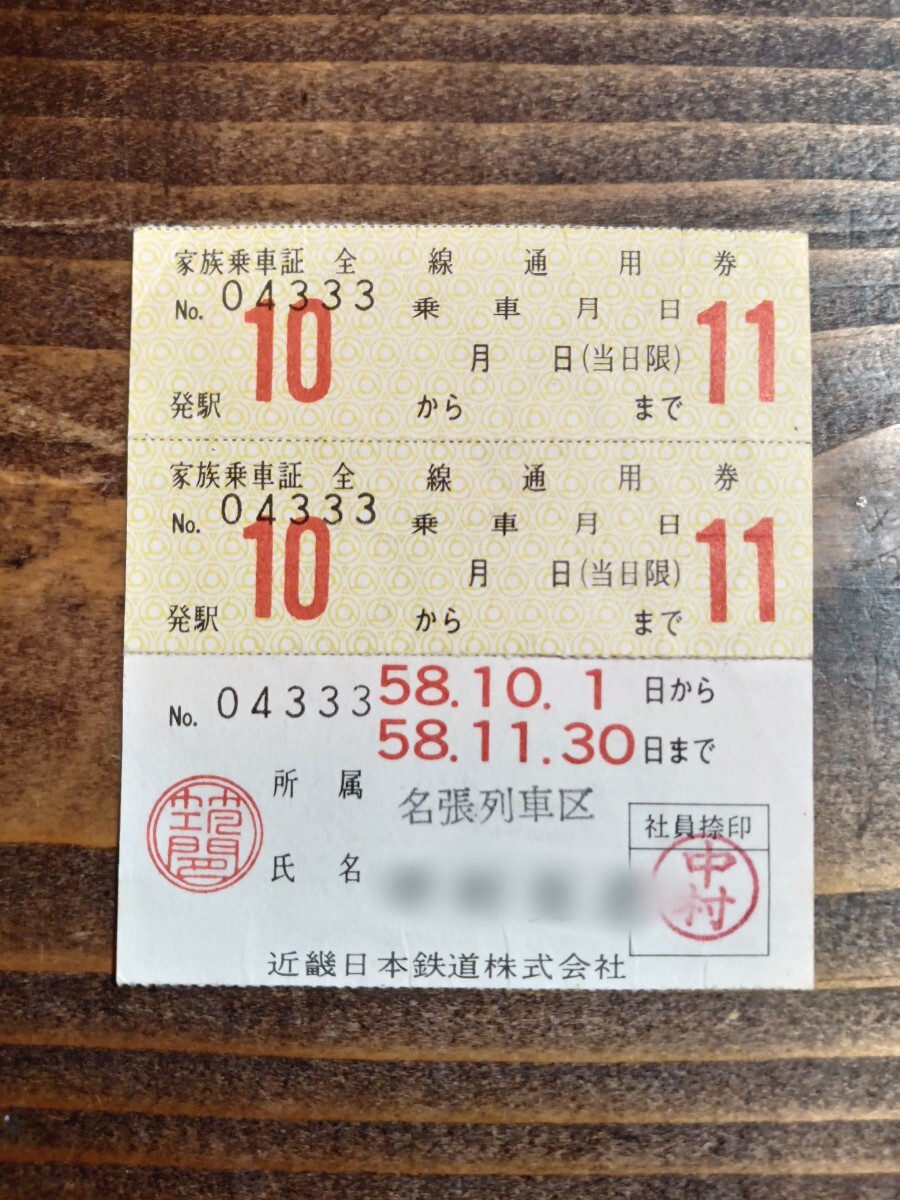 家族乗車証 全線通用券
No. 04333 乗車月日
10 11
月 日(当日限)
発駅 から まで
家族乗車証 全線通用券
No. 04333 乗車月日
10 11
月 日(当日限)
発駅 から まで
No. 04333 58.10.1 日から
58.11.30 日まで
所属 名張列車区
社員捺印
氏名
中村
近畿日本鉄道株式会社